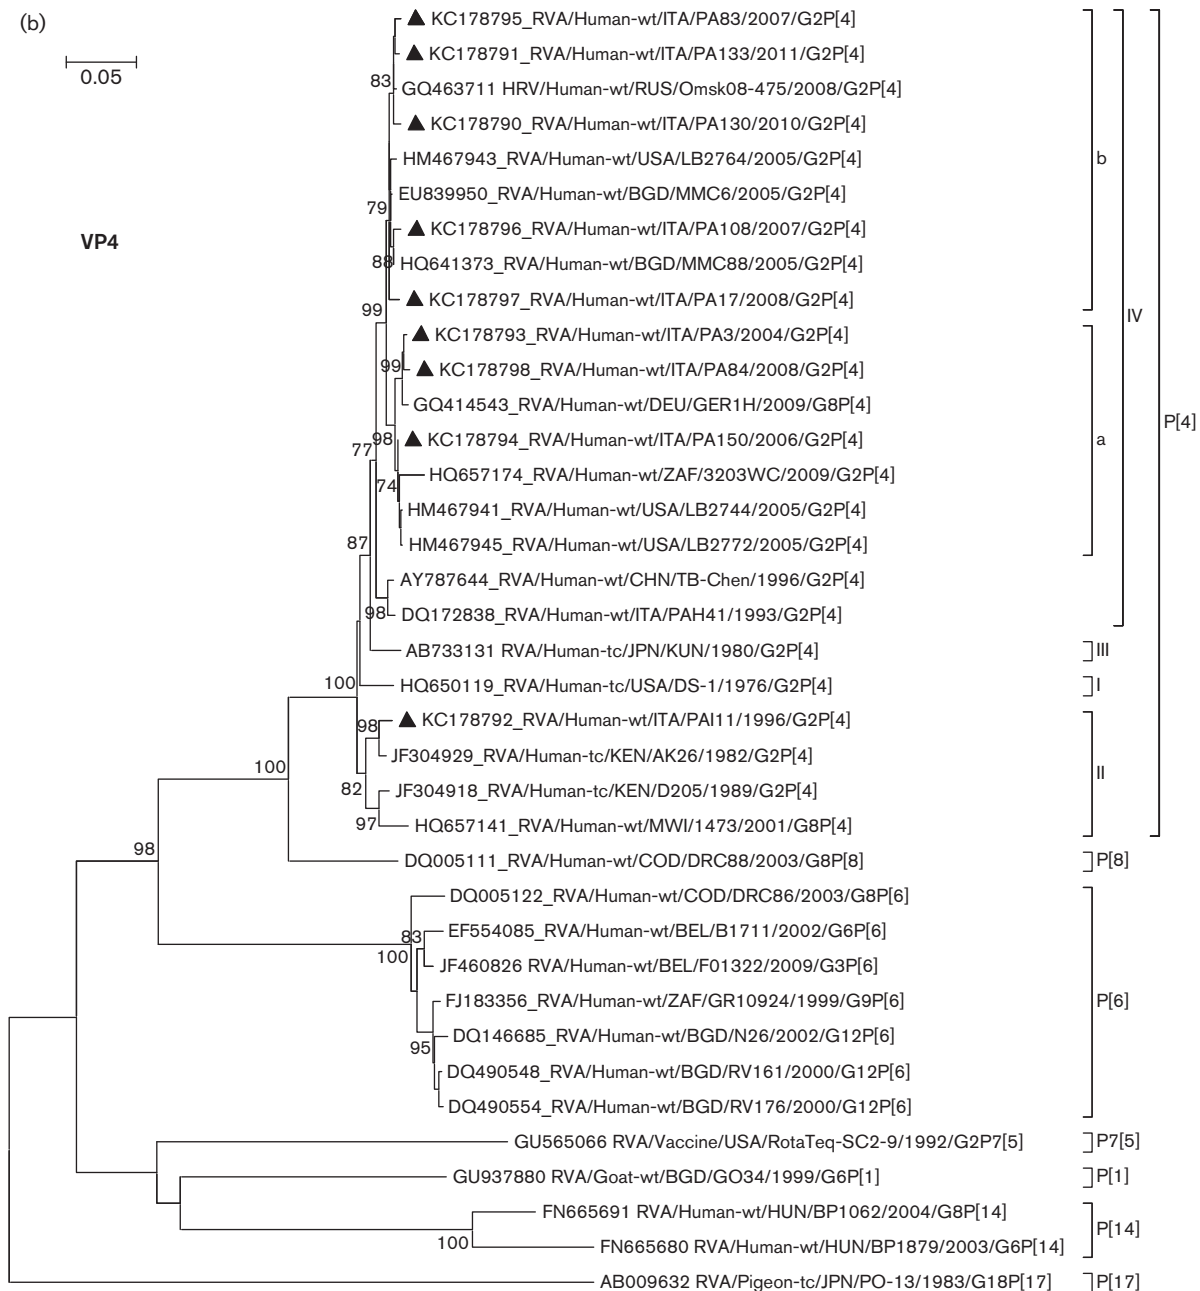 (b)
0.05
VP4
▲ KC178795_RVA/Human-wt/ITA/PA83/2007/G2P[4]
▲ KC178791_RVA/Human-wt/ITA/PA133/2011/G2P[4]
83
GQ463711 HRV/Human-wt/RUS/Omsk08-475/2008/G2P[4]
▲ KC178790_RVA/Human-wt/ITA/PA130/2010/G2P[4]
HM467943_RVA/Human-wt/USA/LB2764/2005/G2P[4]
b
EU839950_RVA/Human-wt/BGD/MMC6/2005/G2P[4]
79
▲ KC178796_RVA/Human-wt/ITA/PA108/2007/G2P[4]
88
HQ641373_RVA/Human-wt/BGD/MMC88/2005/G2P[4]
▲ KC178797_RVA/Human-wt/ITA/PA17/2008/G2P[4]
99
IV
▲ KC178793_RVA/Human-wt/ITA/PA3/2004/G2P[4]
99
▲ KC178798_RVA/Human-wt/ITA/PA84/2008/G2P[4]
GQ414543_RVA/Human-wt/DEU/GER1H/2009/G8P[4]
P[4]
98
▲ KC178794_RVA/Human-wt/ITA/PA150/2006/G2P[4]
a
77
HQ657174_RVA/Human-wt/ZAF/3203WC/2009/G2P[4]
74
HM467941_RVA/Human-wt/USA/LB2744/2005/G2P[4]
87
HM467945_RVA/Human-wt/USA/LB2772/2005/G2P[4]
AY787644_RVA/Human-wt/CHN/TB-Chen/1996/G2P[4]
98
DQ172838_RVA/Human-wt/ITA/PAH41/1993/G2P[4]
AB733131 RVA/Human-tc/JPN/KUN/1980/G2P[4]
III
100
HQ650119_RVA/Human-tc/USA/DS-1/1976/G2P[4]
I
98
▲ KC178792_RVA/Human-wt/ITA/PAI11/1996/G2P[4]
JF304929_RVA/Human-tc/KEN/AK26/1982/G2P[4]
II
100
82
JF304918_RVA/Human-tc/KEN/D205/1989/G2P[4]
97
HQ657141_RVA/Human-wt/MWI/1473/2001/G8P[4]
98
DQ005111_RVA/Human-wt/COD/DRC88/2003/G8P[8]
P[8]
DQ005122_RVA/Human-wt/COD/DRC86/2003/G8P[6]
83
EF554085_RVA/Human-wt/BEL/B1711/2002/G6P[6]
100
JF460826 RVA/Human-wt/BEL/F01322/2009/G3P[6]
FJ183356_RVA/Human-wt/ZAF/GR10924/1999/G9P[6]
P[6]
DQ146685_RVA/Human-wt/BGD/N26/2002/G12P[6]
95
DQ490548_RVA/Human-wt/BGD/RV161/2000/G12P[6]
DQ490554_RVA/Human-wt/BGD/RV176/2000/G12P[6]
GU565066 RVA/Vaccine/USA/RotaTeq-SC2-9/1992/G2P7[5]
P7[5]
GU937880 RVA/Goat-wt/BGD/GO34/1999/G6P[1]
P[1]
FN665691 RVA/Human-wt/HUN/BP1062/2004/G8P[14]
P[14]
100
FN665680 RVA/Human-wt/HUN/BP1879/2003/G6P[14]
AB009632 RVA/Pigeon-tc/JPN/PO-13/1983/G18P[17]
P[17]